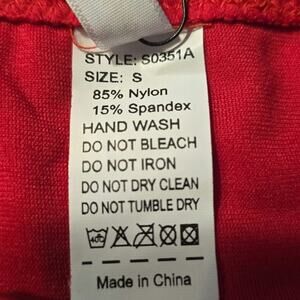 STYLE: S0351A
SIZE: S
85% Nylon
15% Spandex
HAND WASH
DO NOT BLEACH
DO NOT IRON
DO NOT DRY CLEAN
DO NOT TUMBLE DRY
Made in China